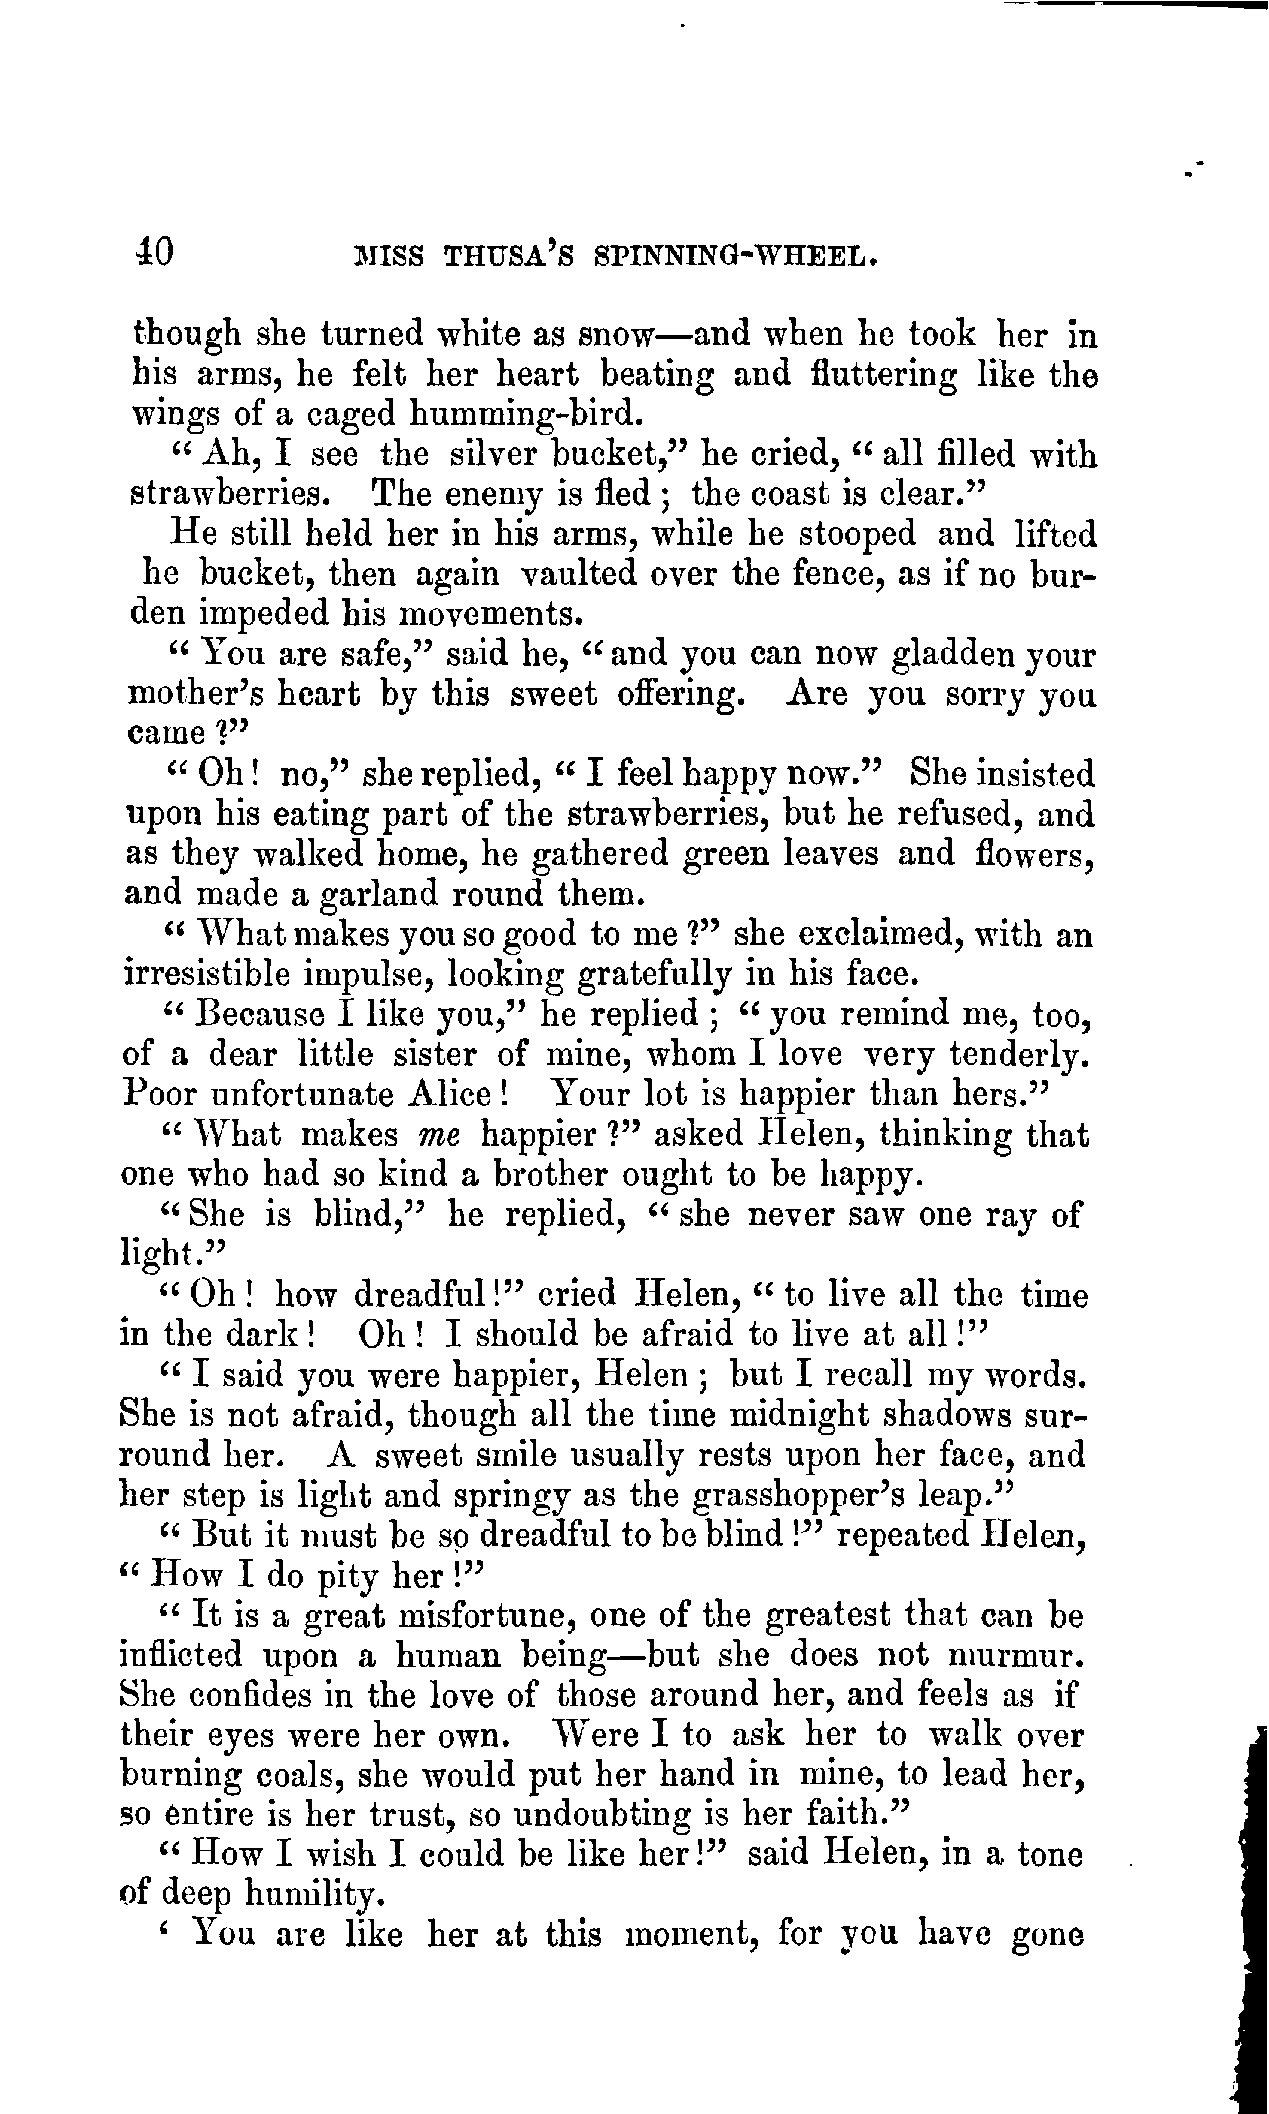 40 MISS THUSA'S SPINNING-WHEEL.
though she turned white as snow—and when he took her in
his arms, he felt her heart beating and fluttering like the
wings of a caged humming-bird.
" Ah, I see the silver bucket," he cried, " all filled with
strawberries. The enemy is fled ; the coast is clear."
He still held her in his arms, while he stooped and lifted
he bucket, then again vaulted over the fence, as if no bur-
den impeded his movements.
" You are safe," said he, " and you can now gladden your
mother's heart by this sweet offering. Are you sorry you
came ?"
" Oh ! no," she replied, " I feel happy now." She insisted
upon his eating part of the strawberries, but he refused, and
as they walked home, he gathered green leaves and flowers,
and made a garland round them.
" What makes you so good to me ?" she exclaimed, with an
irresistible impulse, looking gratefully in his face.
" Because I like you," he replied ; " you remind me, too,
of a dear little sister of mine, whom I love very tenderly.
Poor unfortunate Alice ! Your lot is happier than hers."
" What makes me happier ?" asked Helen, thinking that
one who had so kind a brother ought to be happy.
" She is blind," he replied, " she never saw one ray of
light."
" Oh ! how dreadful !" cried Helen, " to live all the time
in the dark ! Oh ! I should be afraid to live at all !"
" I said you were happier, Helen ; but I recall my words.
She is not afraid, though all the time midnight shadows sur-
round her. A sweet smile usually rests upon her face, and
her step is light and springy as the grasshopper's leap."
" But it must be so dreadful to be blind !" repeated Helen,
" How I do pity her !"
" It is a great misfortune, one of the greatest that can be
inflicted upon a human being—but she does not murmur.
She confides in the love of those around her, and feels as if
their eyes were her own. Were I to ask her to walk over
burning coals, she would put her hand in mine, to lead her,
so entire is her trust, so undoubting is her faith."
" How I wish I could be like her !" said Helen, in a tone
of deep humility.
' You are like her at this moment, for you have gone